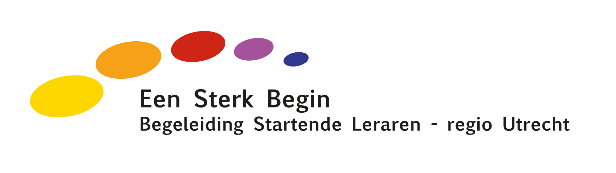 Een Sterk Begin
Begeleiding Startende Leraren - regio Utrecht